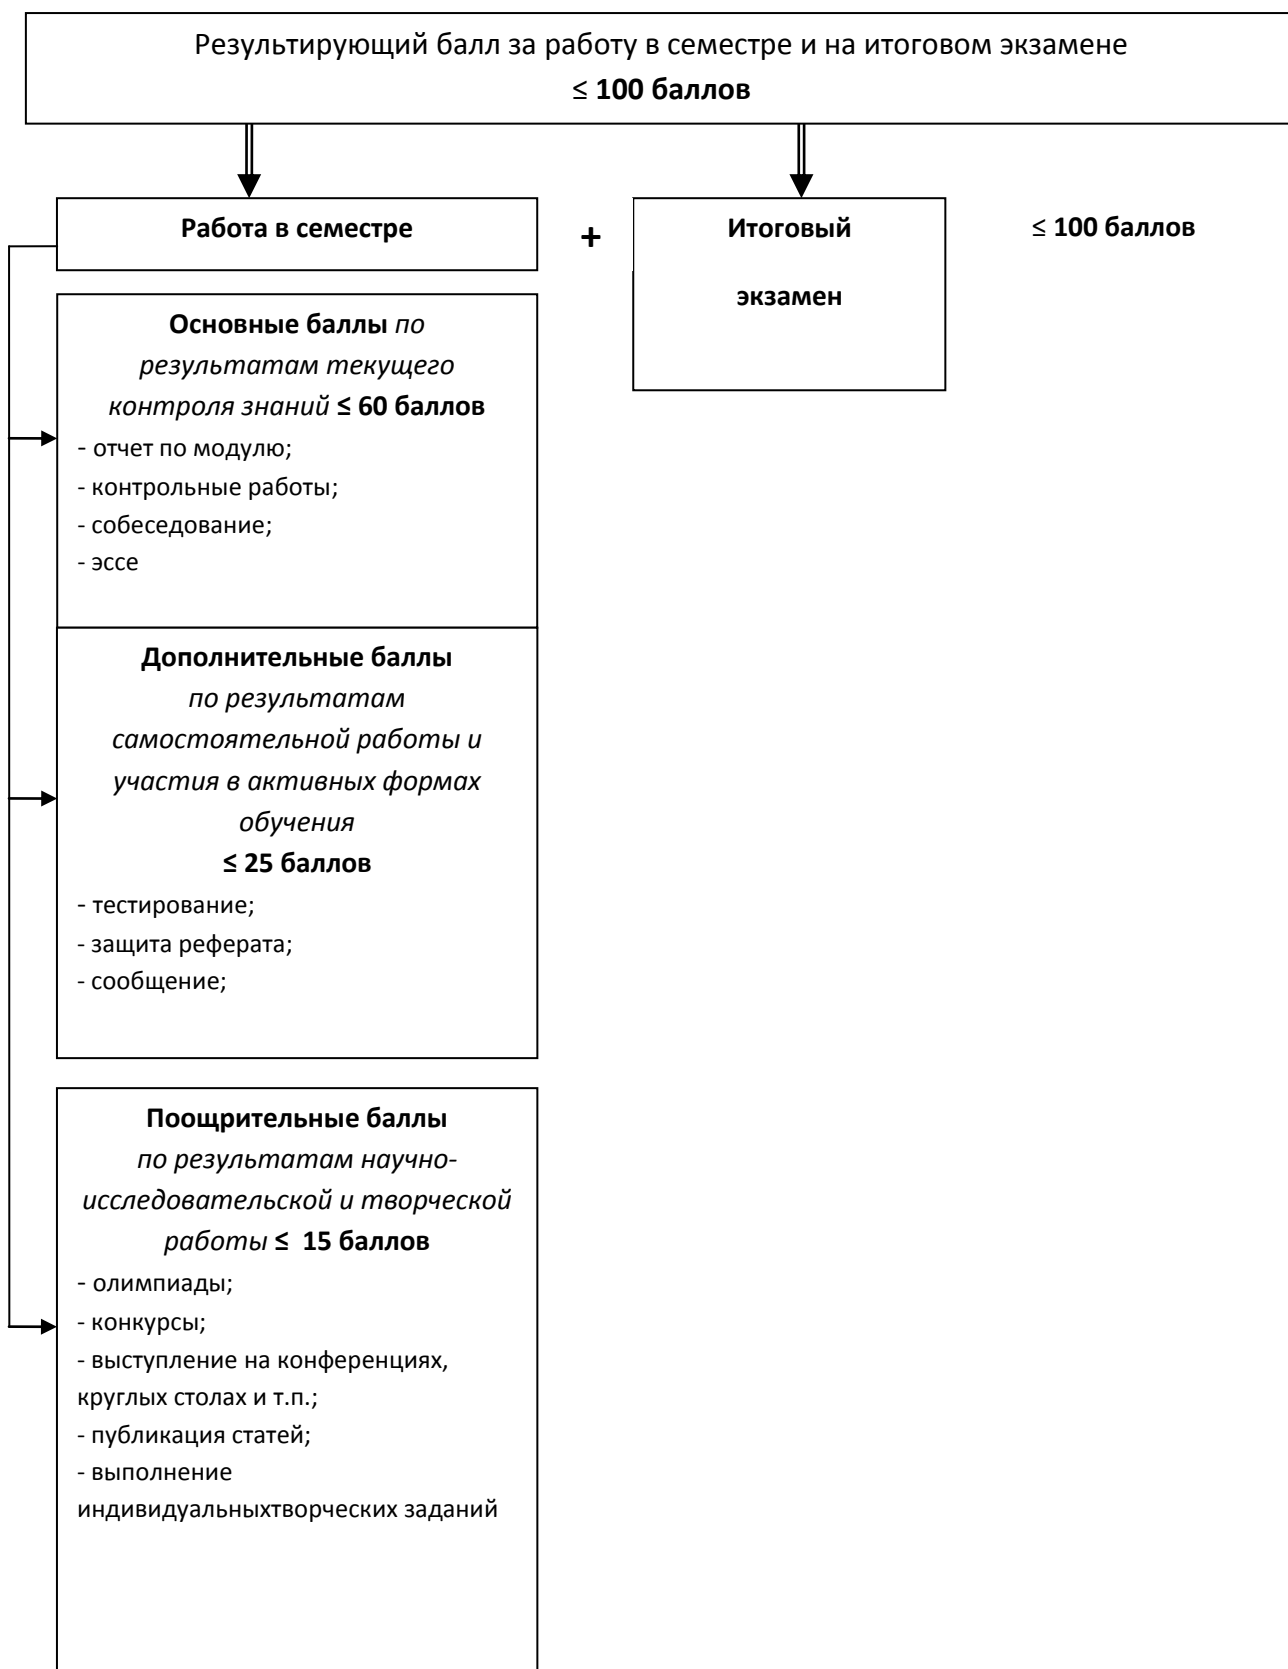 Результирующий балл за работу в семестре и на итоговом экзамене
≤ 100 баллов
Работа в семестре
+
Итоговый
экзамен
≤ 100 баллов
Основные баллы по
результатам текущего
контроля знаний ≤ 60 баллов
- отчет по модулю;
- контрольные работы;
- собеседование;
- эссе
Дополнительные баллы
по результатам
самостоятельной работы и
участия в активных формах
обучения
≤ 25 баллов
- тестирование;
- защита реферата;
- сообщение;
Поощрительные баллы
по результатам научно-
исследовательской и творческой
работы ≤ 15 баллов
- олимпиады;
- конкурсы;
- выступление на конференциях,
круглых столах и т.п.;
- публикация статей;
- выполнение
индивидуальныхтворческих заданий